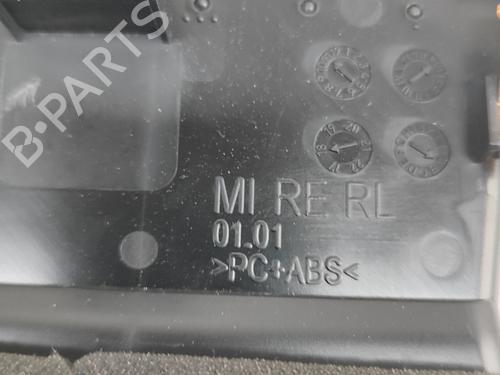 B-PARTS
MI RE RL
01.01
>PC+ABS<